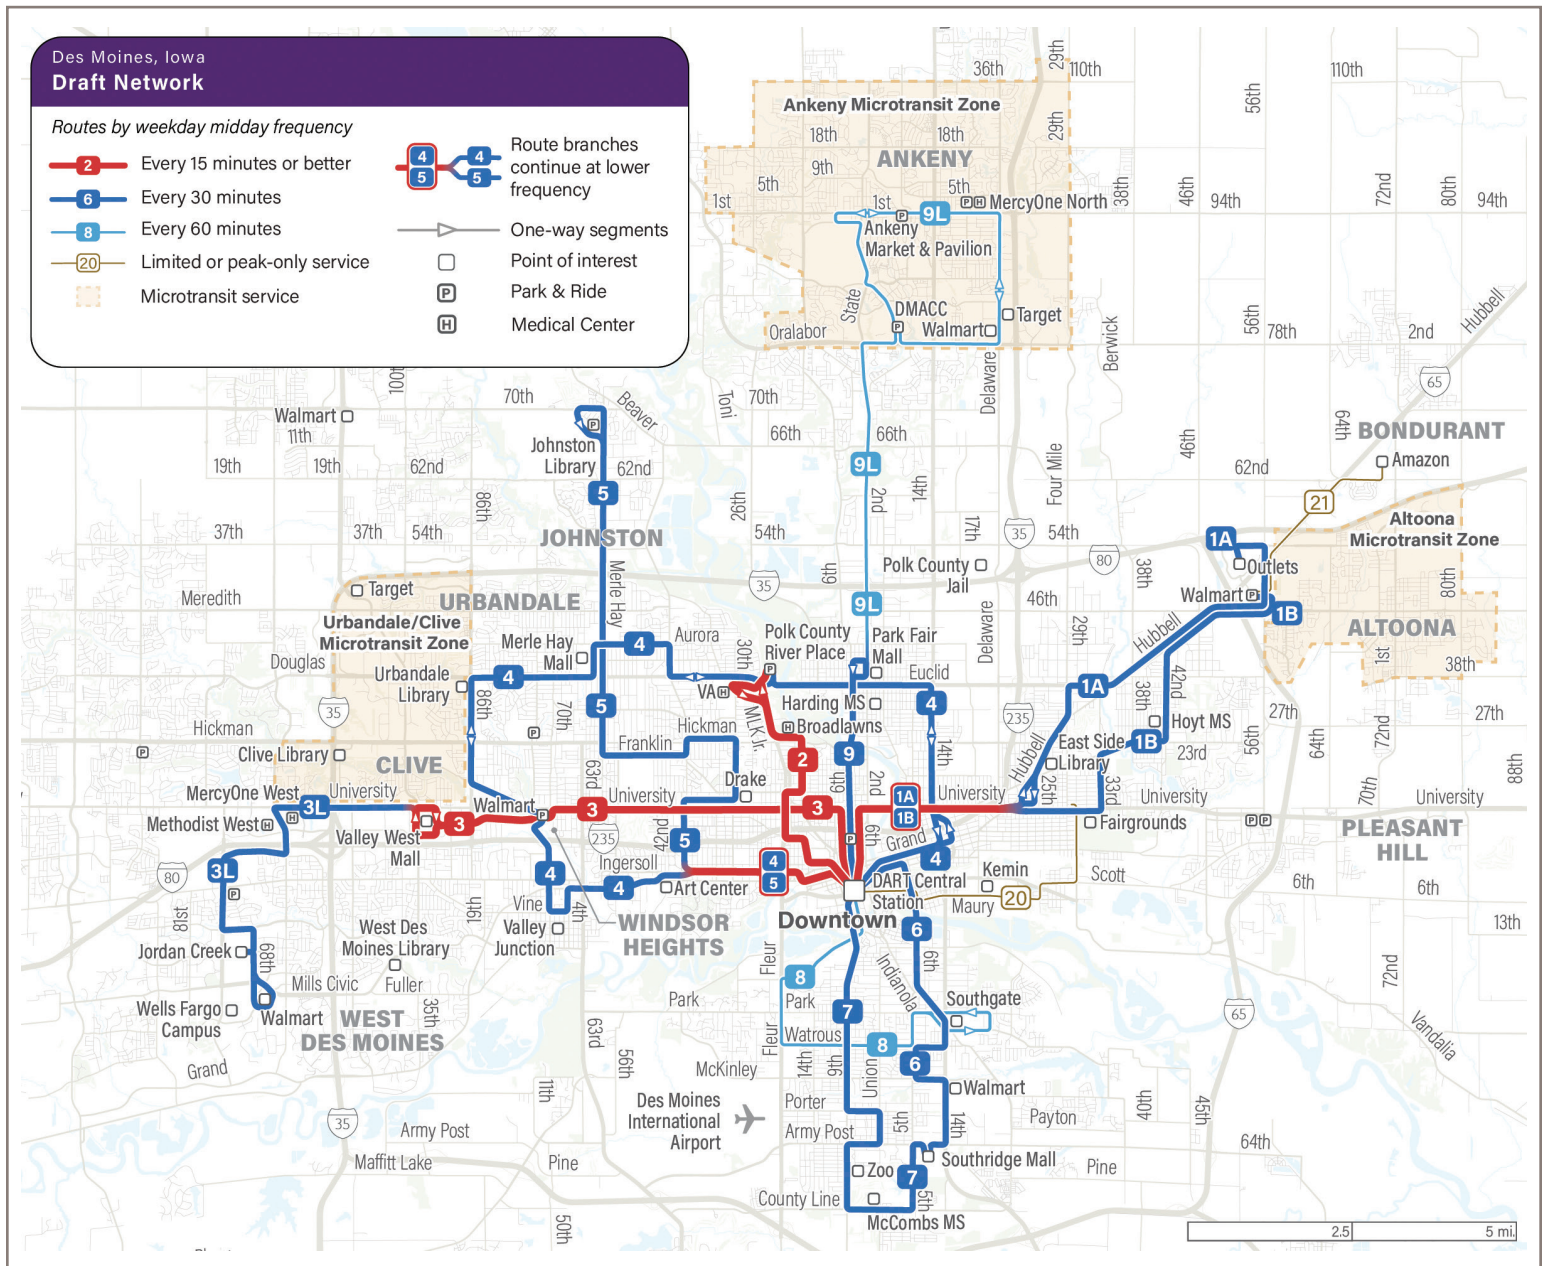 Des Moines, Iowa
Draft Network
Routes by weekday midday frequency
2 Every 15 minutes or better
6 Every 30 minutes
8 Every 60 minutes
20 Limited or peak-only service
Microtransit service
4 4
5 5
Route branches
continue at lower
frequency
One-way segments
Point of interest
P Park & Ride
H Medical Center
36th
29th
110th
110th
56th
Ankeny Microtransit Zone
18th
18th
29th
ANKENY
9th
5th
5th
1st
1st
9L
P H MercyOne North
38th
46th
94th
72nd
80th
94th
P
Ankeny
Market & Pavilion
State
DMACC
P
Walmart
Target
Oralabor
Berwick
56th
78th
2nd
Hubbell
65
100th
70th
Beaver
Toni
70th
Delaware
Walmart
11th
P
Johnston
Library
66th
66th
46th
64th
BONDURANT
Amazon
19th
19th
62nd
62nd
9L
Four Mile
62nd
5
86th
26th
2nd
14th
21
37th
37th
54th
JOHNSTON
54th
17th
35
54th
80
1A
Altoona
Microtransit Zone
Outlets
Merle Hay
35
6th
Polk County
Jail
38th
80th
Target
Meredith
URBANDALE
9L
46th
Walmart P
1B
Urbandale/Clive
Microtransit Zone
Merle Hay
Mall
4
Aurora
30th
Polk County
River Place
P
Park Fair
Mall
Delaware
29th
Hubbell
ALTOONA
1st
38th
Douglas
Urbandale
Library
4
VA H
Euclid
42nd
38th
86th
5
Harding MS
4
1A
35
235
27th
27th
Hickman
70th
P
Hickman
MLK Jr.
H Broadlawns
Hoyt MS
P
Franklin
9
14th
East Side
Library
1B
23rd
56th
64th
72nd
Clive Library
CLIVE
2
Hubbell
88th
63rd
Drake
6th
2nd
25th
33rd
70th
MercyOne West
3L
University
Walmart
P
3
University
3
1A
1B
University
University
University
H
Methodist West H
3
Valley West
Mall
235
42nd
5
P
6th
Grand
Fairgrounds
P P
PLEASANT
HILL
80
3L
P
4
Ingersoll
4
4
5
4
DART Central
Station
Kemin
Scott
6th
6th
Art Center
Downtown
Maury
20
81st
19th
Vine
4th
Valley
Junction
WINDSOR
HEIGHTS
6
13th
West Des
Moines Library
Jordan Creek
68th
Fleur
Indianola
6th
72nd
Mills Civic
Fuller
8
Park
Park
Southgate
Wells Fargo
Campus
Walmart
WEST
DES MOINES
35th
7
65
63rd
Fleur
Watrous
8
Vandalia
56th
14th
9th
Union
6
Grand
McKinley
Walmart
11th
Des Moines
International
Airport
Porter
5th
14th
Payton
40th
45th
35
Army Post
Army Post
64th
Maffitt Lake
Pine
Zoo
Southridge Mall
Pine
7
5th
County Line
McCombs MS
50th
2.5
5 mi.